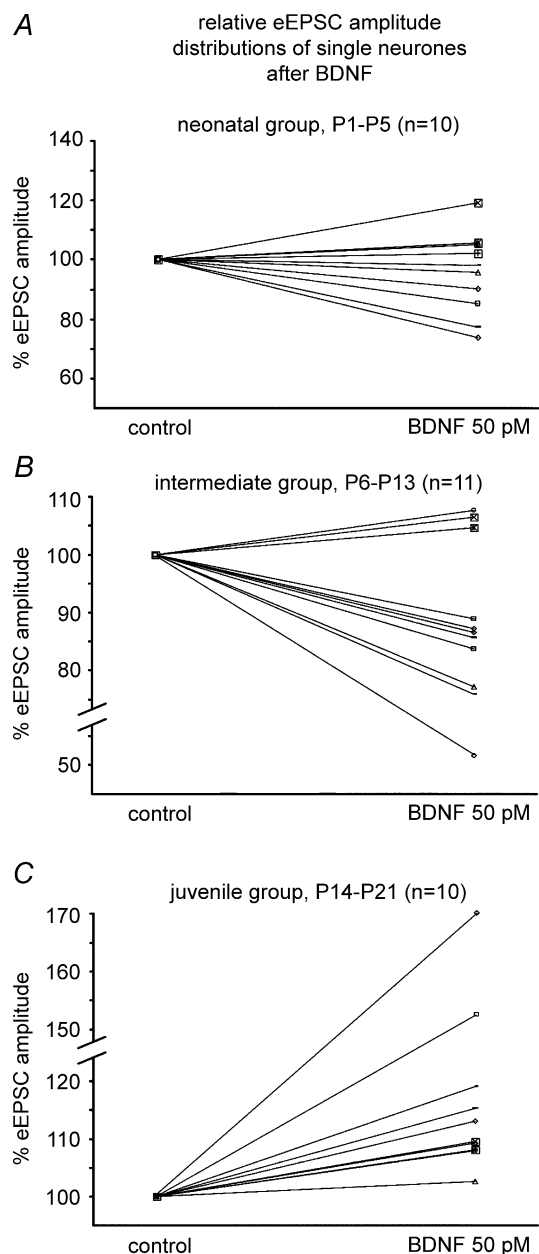 A
relative eEPSC amplitude
distributions of single neurones
after BDNF
neonatal group, P1-P5 (n=10)
% eEPSC amplitude
140
120
100
80
60
control
BDNF 50 pM
B
intermediate group, P6-P13 (n=11)
% eEPSC amplitude
110
100
90
80
50
control
BDNF 50 pM
C
juvenile group, P14-P21 (n=10)
% eEPSC amplitude
170
160
150
120
110
100
control
BDNF 50 pM